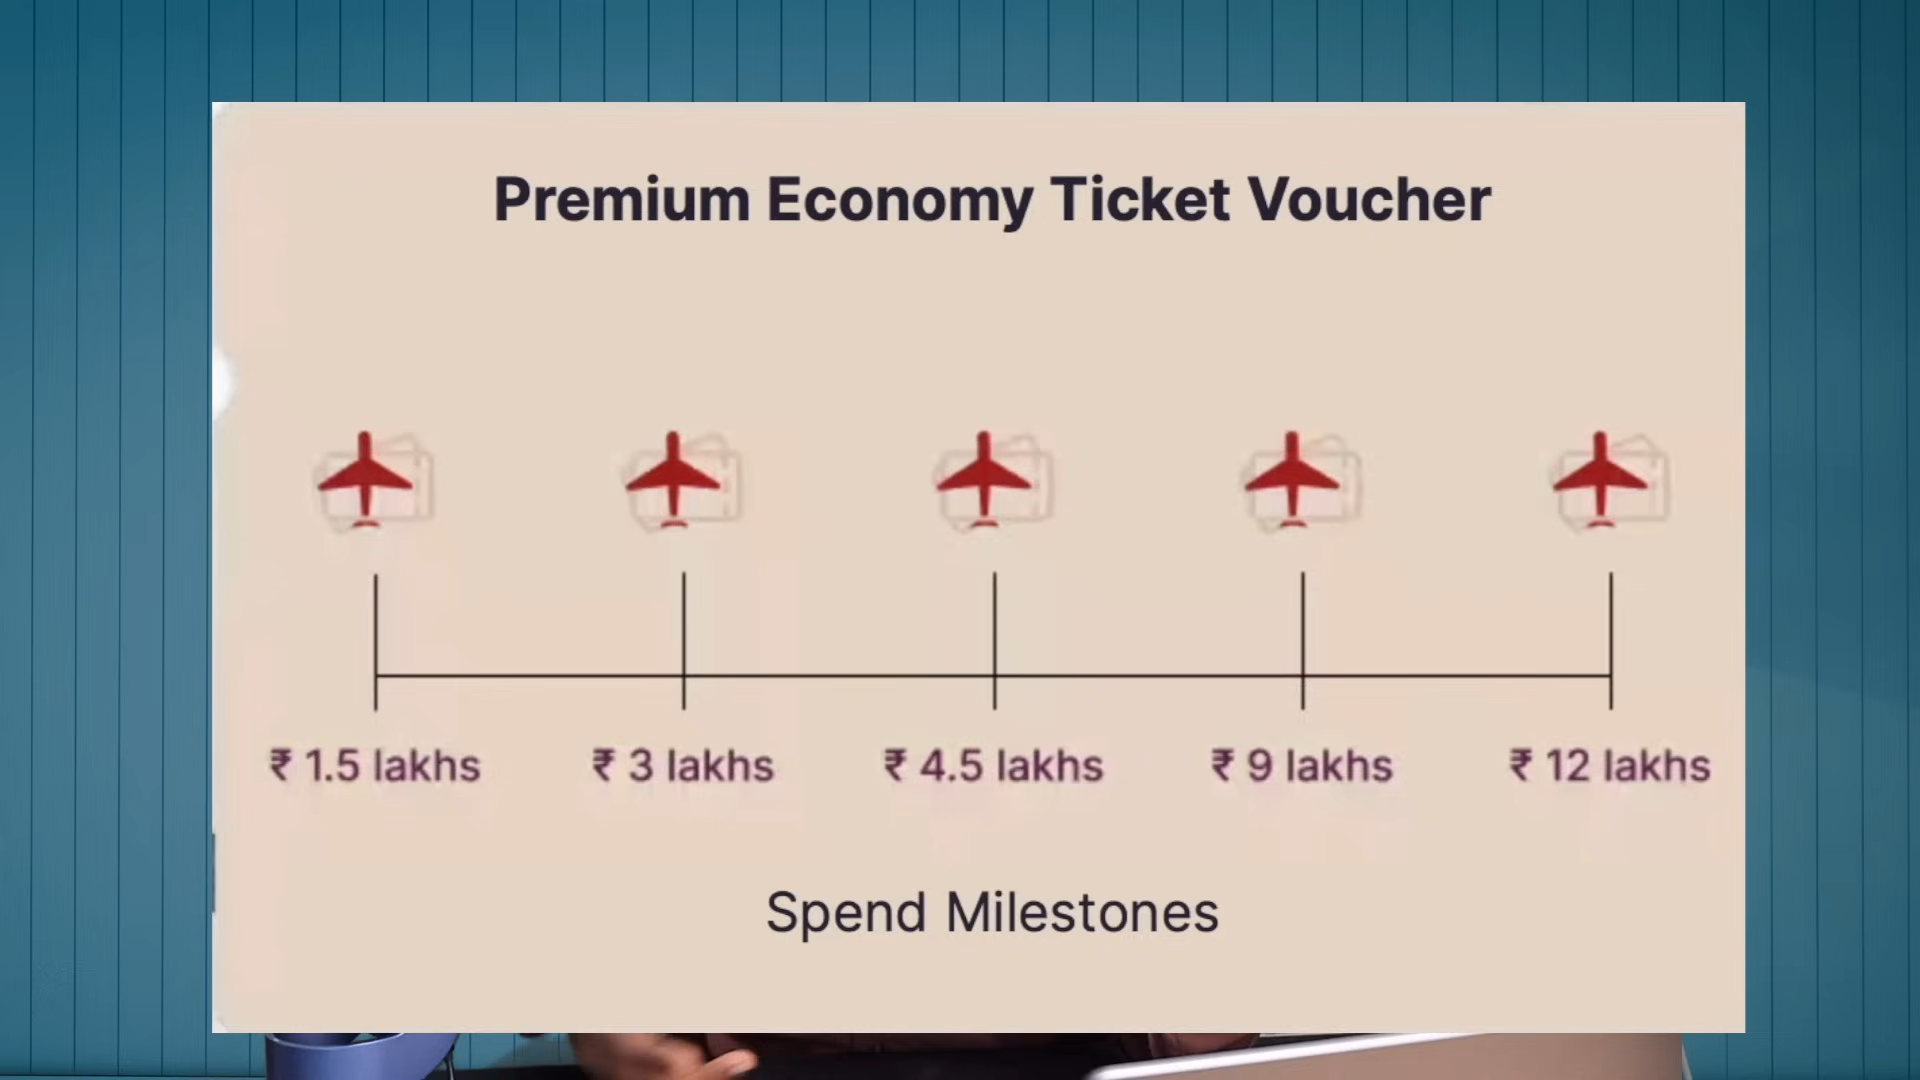 Premium Economy Ticket Voucher
₹ 1.5 lakhs ₹ 3 lakhs ₹ 4.5 lakhs ₹ 9 lakhs ₹ 12 lakhs
Spend Milestones